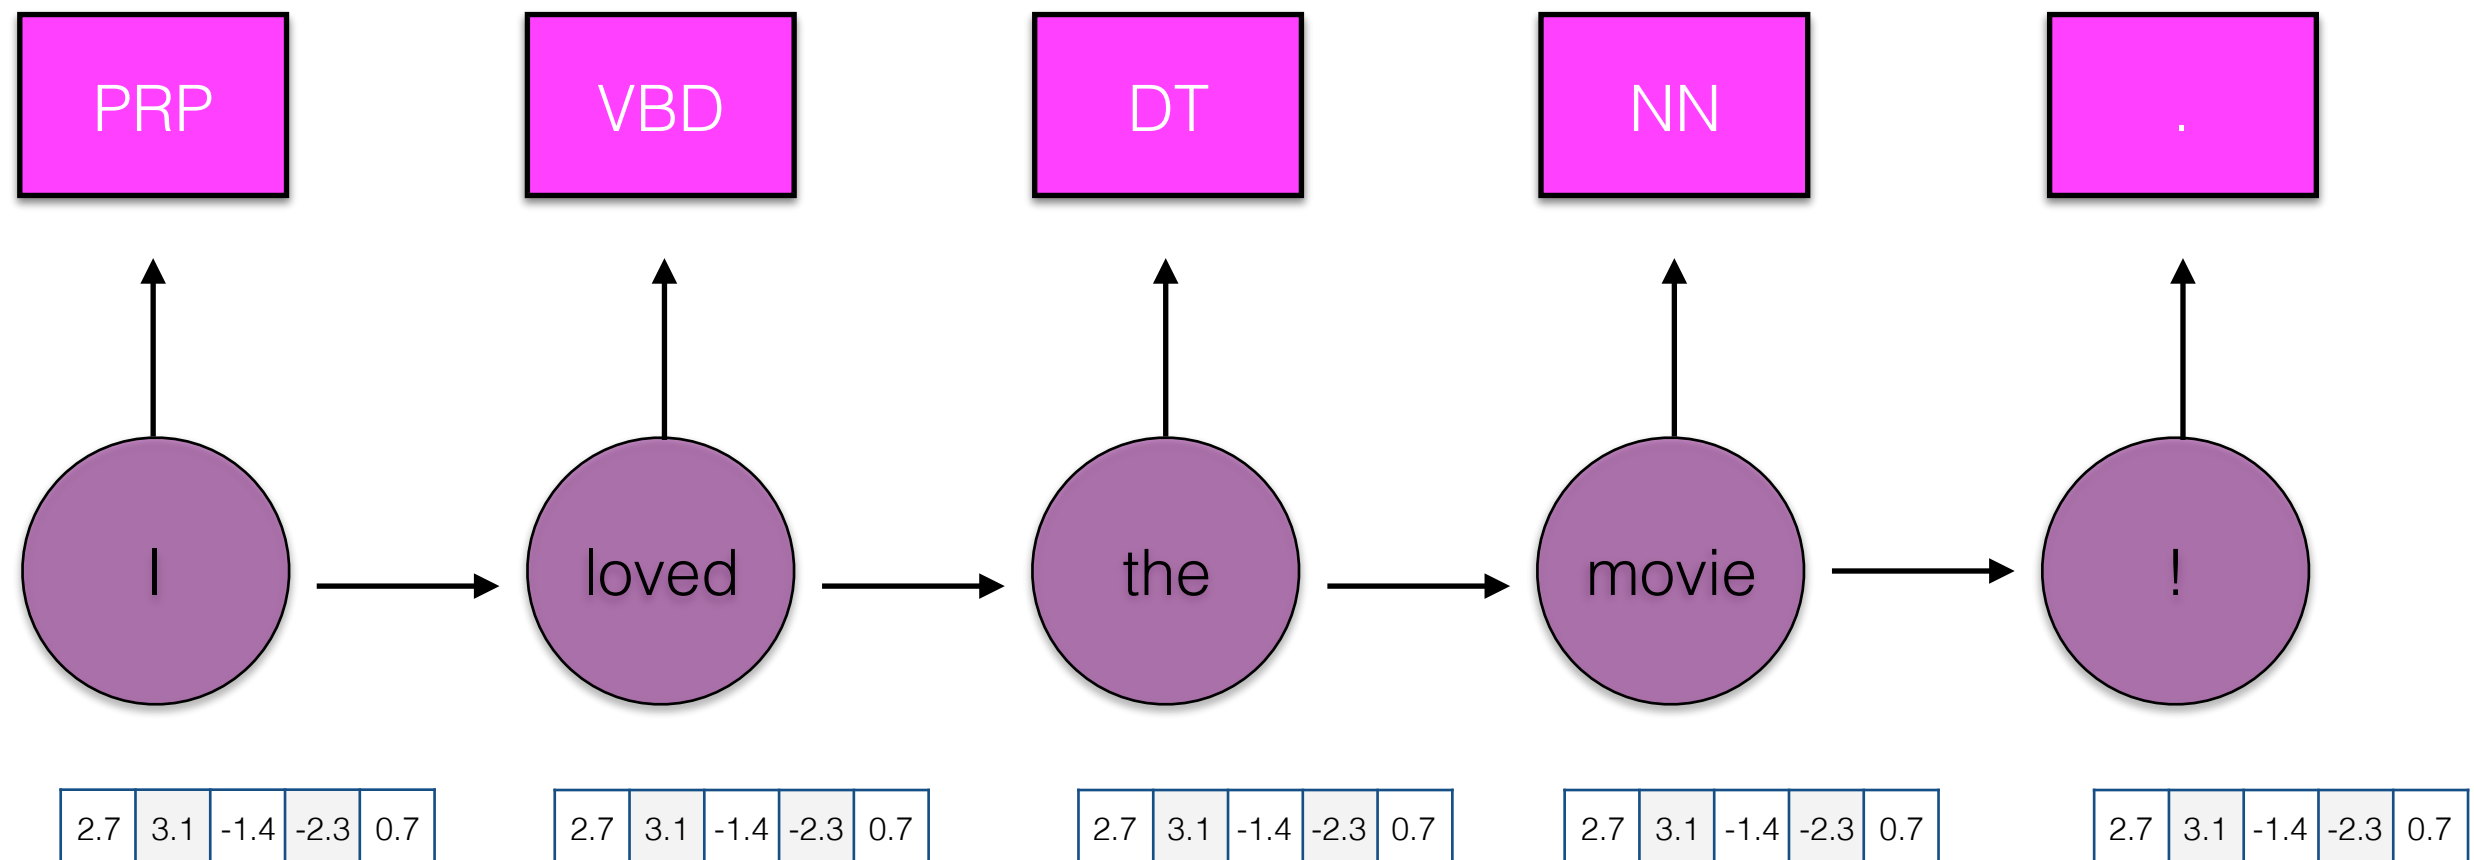 PRP VBD DT NN .
I loved the movie !
2.7 3.1 -1.4 -2.3 0.7 2.7 3.1 -1.4 -2.3 0.7 2.7 3.1 -1.4 -2.3 0.7 2.7 3.1 -1.4 -2.3 0.7 2.7 3.1 -1.4 -2.3 0.7